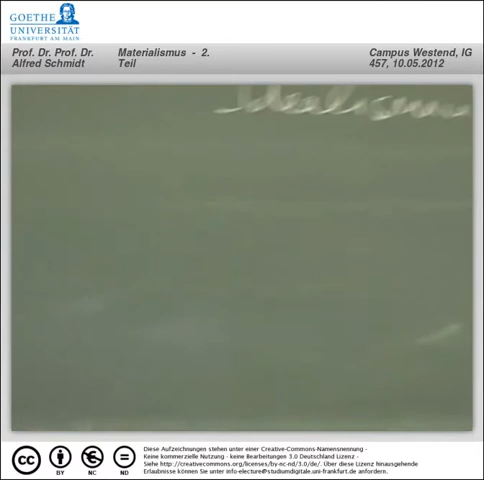 GOETHE
UNIVERSITÄT
FRANKFURT AM MAIN
Prof. Dr. Prof. Dr. Alfred Schmidt
Materialismus - 2. Teil
Campus Westend, IG 457, 10.05.2012
Idealismus
cc
BY
NC
ND
Diese Aufzeichnungen stehen unter einer Creative-Commons-Namensnennung -
Keine kommerzielle Nutzung - keine Bearbeitungen 3.0 Deutschland Lizenz -
Siehe http://creativecommons.org/licenses/by-nc-nd/3.0/de/. Über diese Lizenz hinausgehende
Erlaubnisse können Sie unter info-electure@studiumdigitale.uni-frankfurt.de anfordern.